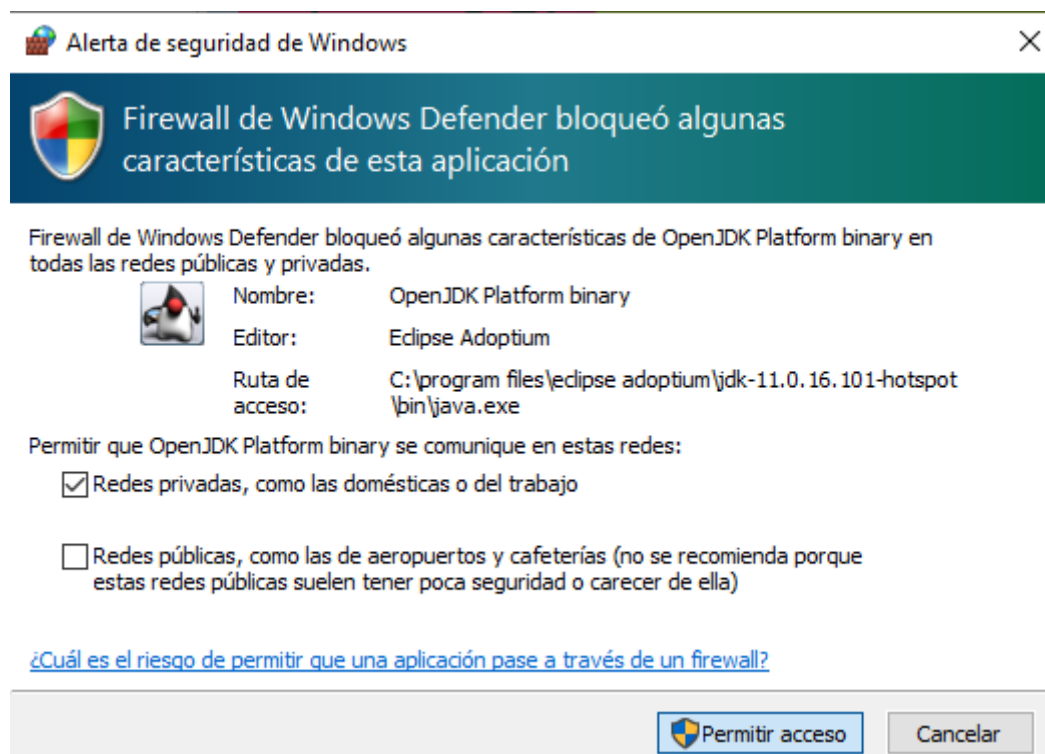 Alerta de seguridad de Windows
Firewall de Windows Defender bloqueó algunas
características de esta aplicación
Firewall de Windows Defender bloqueó algunas características de OpenJDK Platform binary en
todas las redes públicas y privadas.
Nombre: OpenJDK Platform binary
Editor: Eclipse Adoptium
Ruta de acceso: C:\program files\eclipse adoptium\jdk-11.0.16.101-hotspot
\bin\java.exe
Permitir que OpenJDK Platform binary se comunique en estas redes:
Redes privadas, como las domésticas o del trabajo
Redes públicas, como las de aeropuertos y cafeterías (no se recomienda porque
estas redes públicas suelen tener poca seguridad o carecer de ella)
¿Cuál es el riesgo de permitir que una aplicación pase a través de un firewall?
Permitir acceso Cancelar